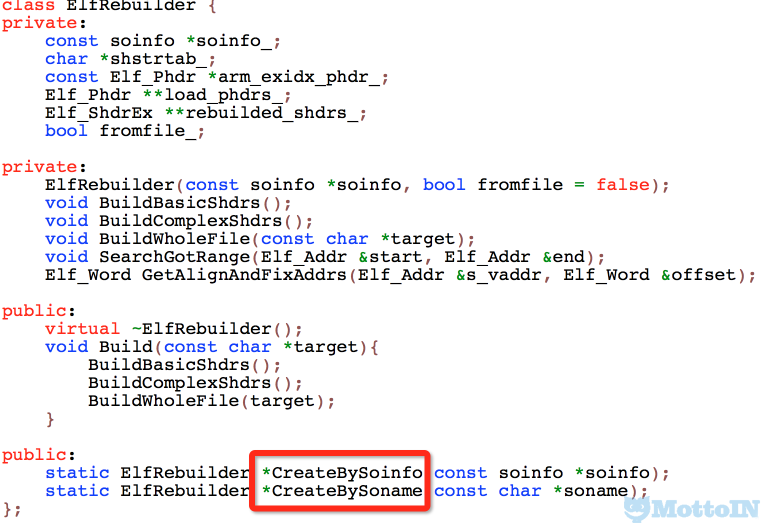 class ElfRebuilder {
private:
    const soinfo *soinfo_;
    char *shstrtab_;
    const Elf_Phdr *arm_exidx_phdr_;
    Elf_Phdr **load_phdrs_;
    Elf_ShdrEx **rebuilded_shdrs_;
    bool fromfile_;
private:
    ElfRebuilder(const soinfo *soinfo, bool fromfile = false);
    void BuildBasicShdrs();
    void BuildComplexShdrs();
    void BuildWholeFile(const char *target);
    void SearchGotRange(Elf_Addr &start, Elf_Addr &end);
    Elf_Word GetAlignAndFixAddrs(Elf_Addr &s_vaddr, Elf_Word &offset);
public:
    virtual ~ElfRebuilder();
    void Build(const char *target){
        BuildBasicShdrs();
        BuildComplexShdrs();
        BuildWholeFile(target);
    }
public:
    static ElfRebuilder *CreateBySoinfo(const soinfo *soinfo);
    static ElfRebuilder *CreateBySoname(const char *soname);
};
MottoIN